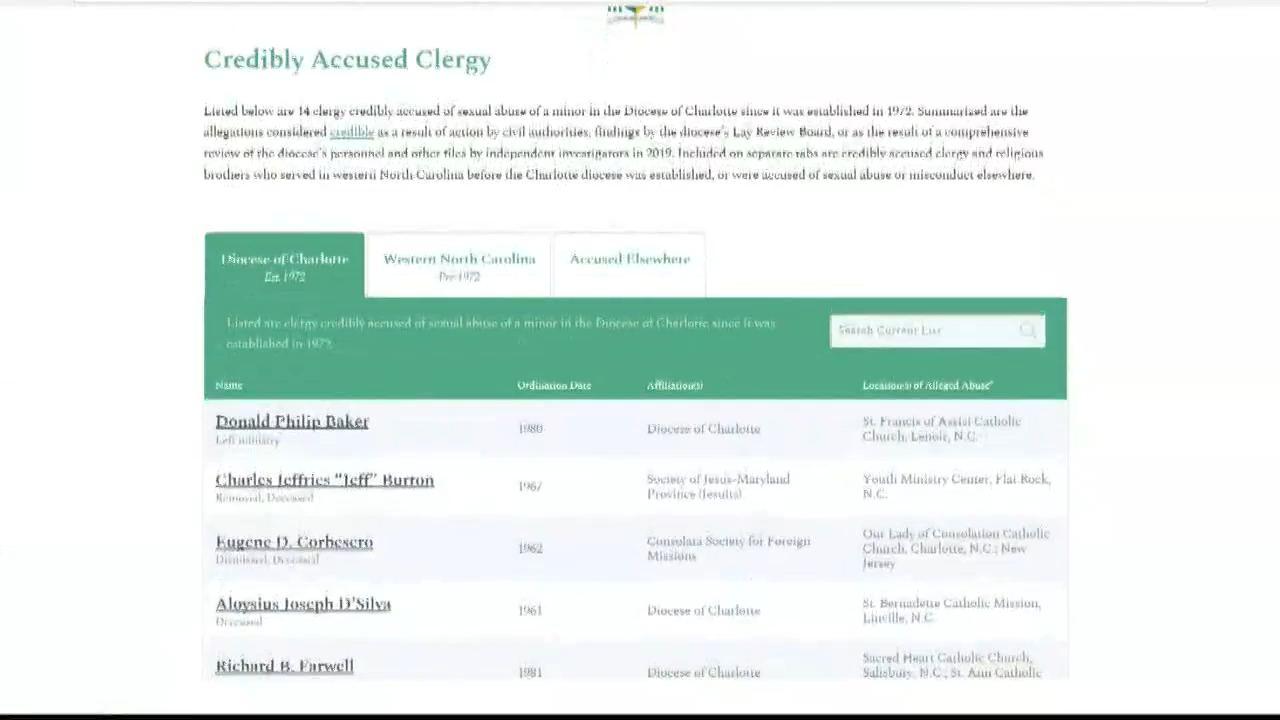 Credibly Accused Clergy
Listed below are 14 clergy credibly accused of sexual abuse of a minor in the Diocese of Charlotte since it was established in 1972. Summarized are the
allegations considered credible as a result of action by civil authorities, findings by the diocese's Lay Review Board, or as the result of a comprehensive
review of the diocese's personnel and other files by independent investigators in 2019. Included on separate tabs are credibly accused clergy and religious
brothers who served in western North Carolina before the Charlotte diocese was established, or were accused of sexual abuse or misconduct elsewhere.
Diocese of Charlotte
Est. 1972
Western North Carolina
Pre-1972
Accused Elsewhere
Listed are clergy credibly accused of sexual abuse of a minor in the Diocese of Charlotte since it was
established in 1972.
Search Current List
Name Ordination Date Affiliation(s) Location(s) of Alleged Abuse*
Donald Philip Baker
Left ministry
1980
Diocese of Charlotte
St. Francis of Assisi Catholic
Church, Lenoir, N.C.
Charles Jeffries "Jeff" Burton
Removed, Deceased
1967
Society of Jesus-Maryland
Province (Jesuits)
Youth Ministry Center, Flat Rock,
N.C.
Eugene D. Corbesero
Dismissed, Deceased
1962
Consolata Society for Foreign
Missions
Our Lady of Consolation Catholic
Church, Charlotte, N.C.; New
Jersey
Aloysius Joseph D'Silva
Deceased
1961
Diocese of Charlotte
St. Bernadette Catholic Mission,
Linville, N.C.
Richard B. Farwell
1981
Diocese of Charlotte
Sacred Heart Catholic Church,
Salisbury, N.C.; St. Ann Catholic